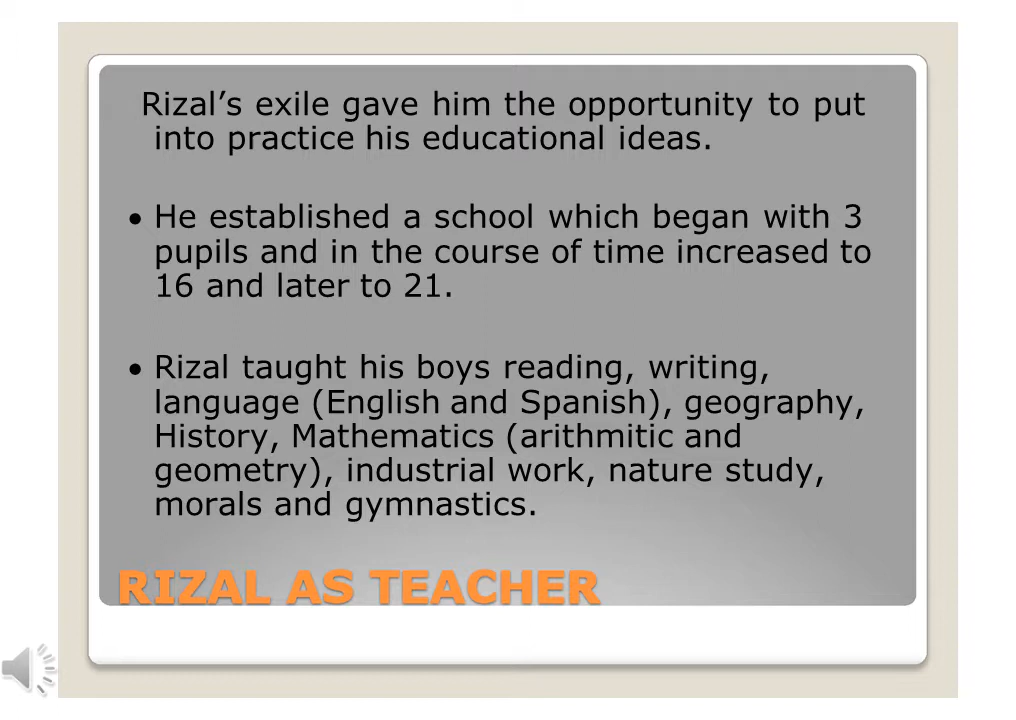 Rizal’s exile gave him the opportunity to put
into practice his educational ideas.
• He established a school which began with 3
pupils and in the course of time increased to
16 and later to 21.
• Rizal taught his boys reading, writing,
language (English and Spanish), geography,
History, Mathematics (arithmitic and
geometry), industrial work, nature study,
morals and gymnastics.
RIZAL AS TEACHER